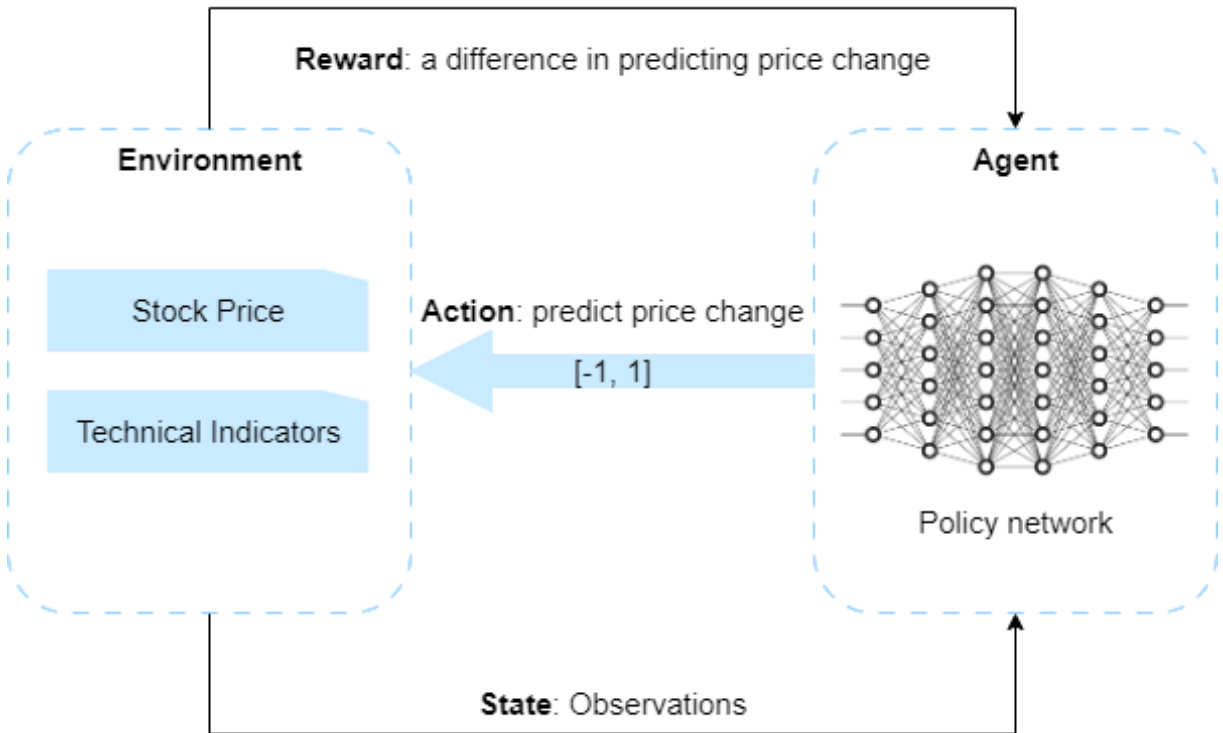 Reward: a difference in predicting price change
Environment
Agent
Stock Price
Action: predict price change
[-1, 1]
Technical Indicators
Policy network
State: Observations